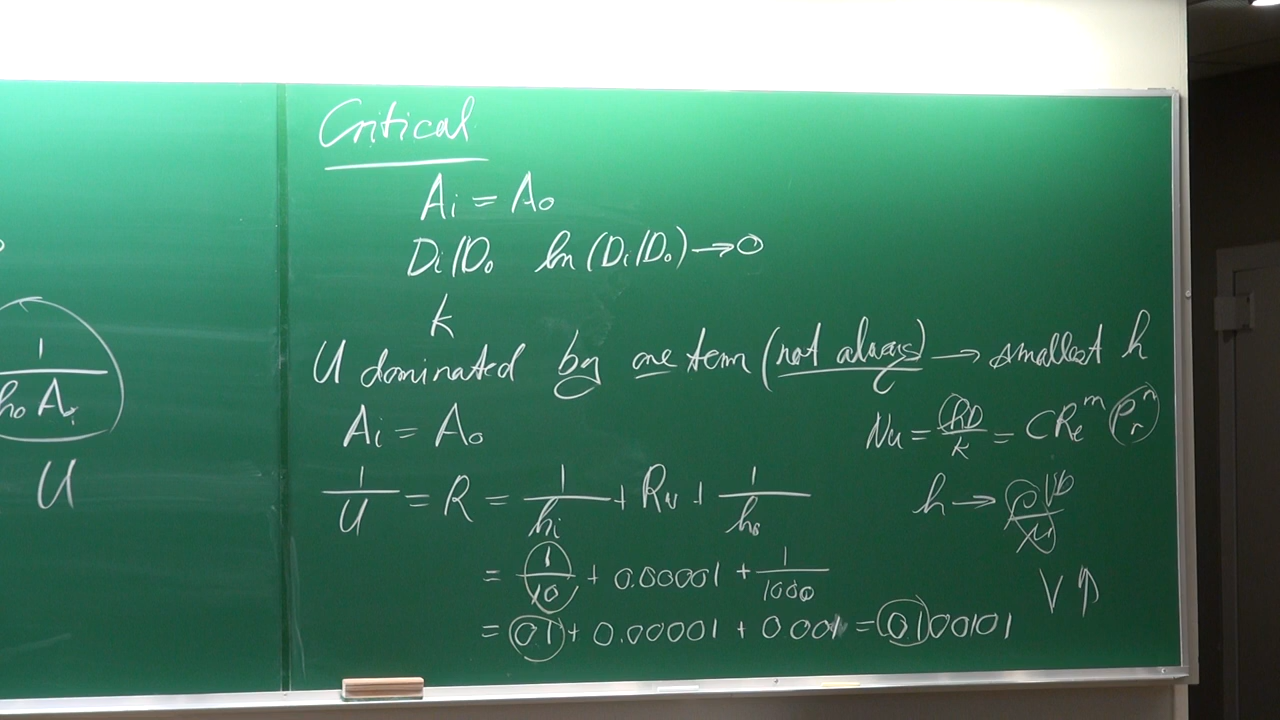 1
hoAi
U
Critical
Ai = Ao
Di/Do ln(Di/Do) → 0
k
U dominated by one term (not always) → smallest h
Ai = Ao
Nu = hD/k = CRe^m Pr^n
1/U = R = 1/hi + Rw + 1/ho
h → ρVD/μ
= 1/10 + 0.00001 + 1/1000
V ↑
= 0.1 + 0.00001 + 0.001 = 0.100101